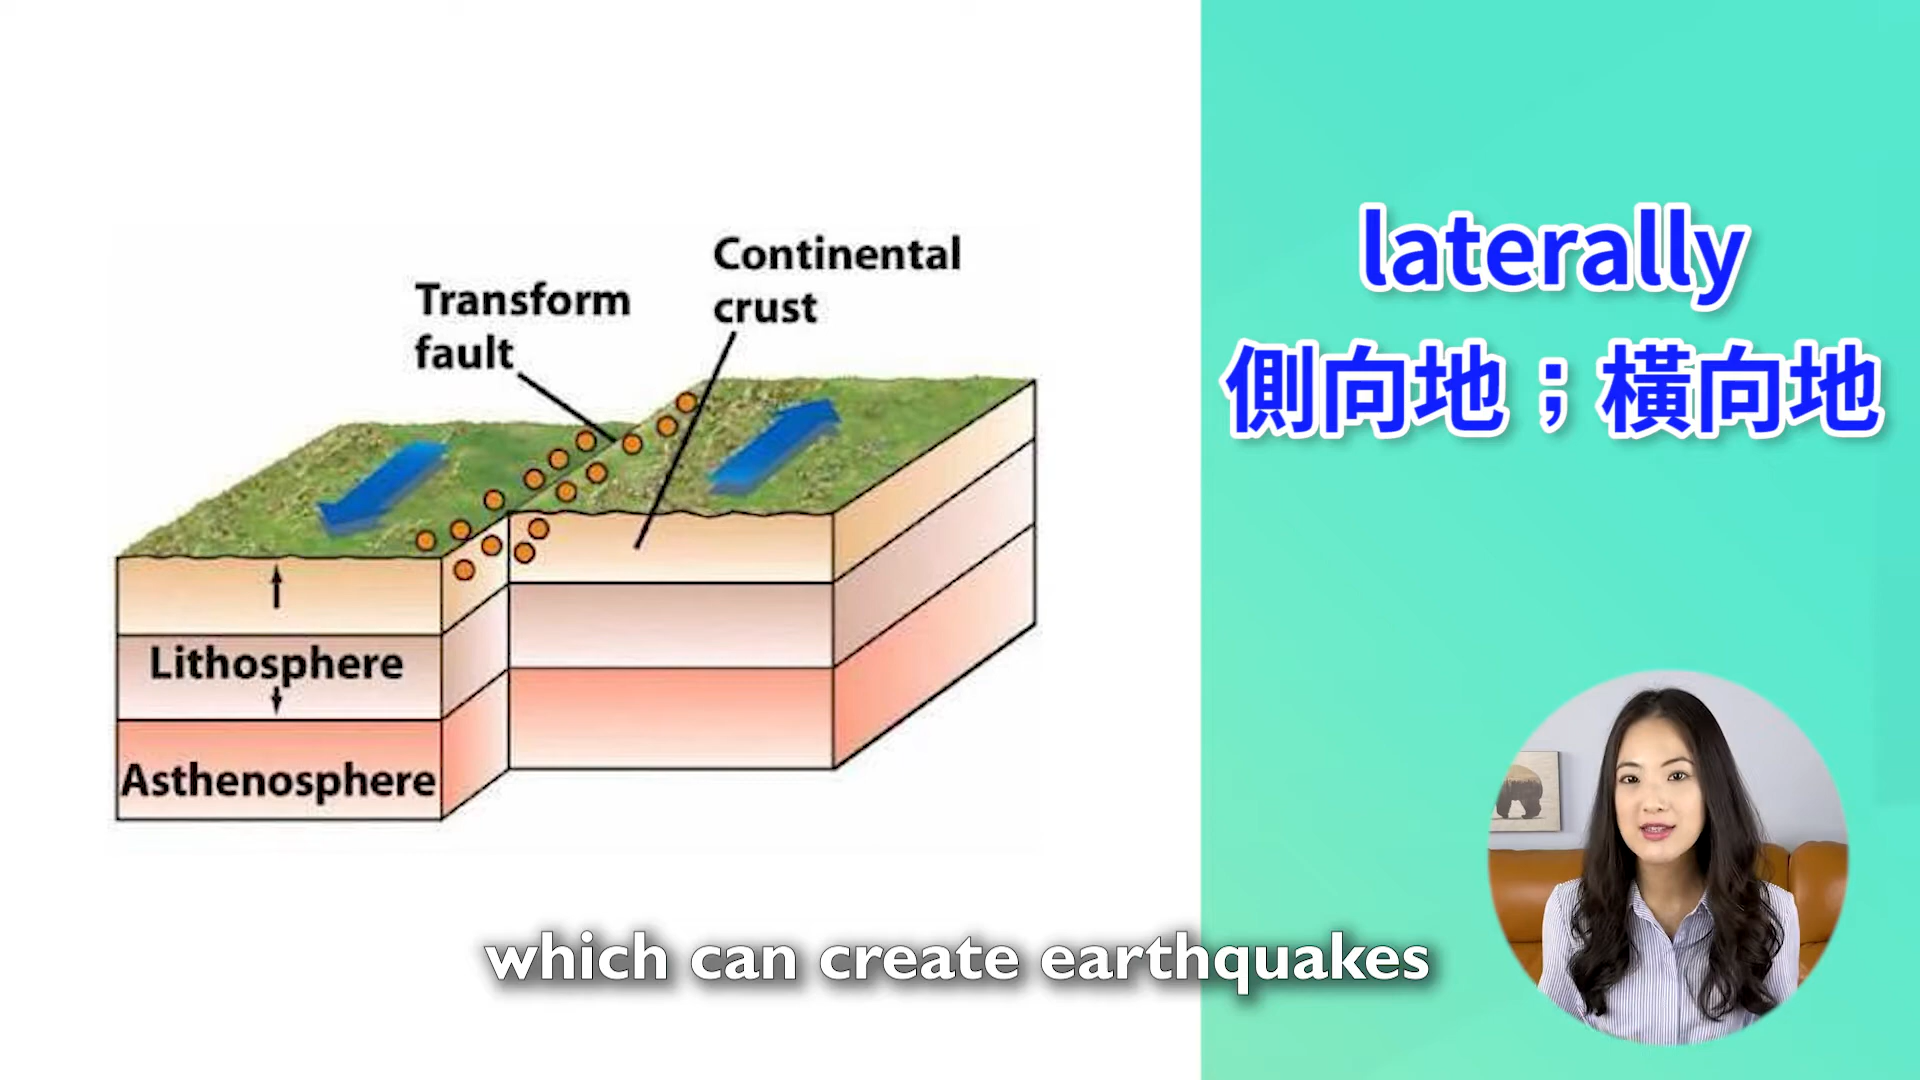 Continental
crust
Transform
fault
Lithosphere
Asthenosphere
laterally
側向地；橫向地
which can create earthquakes